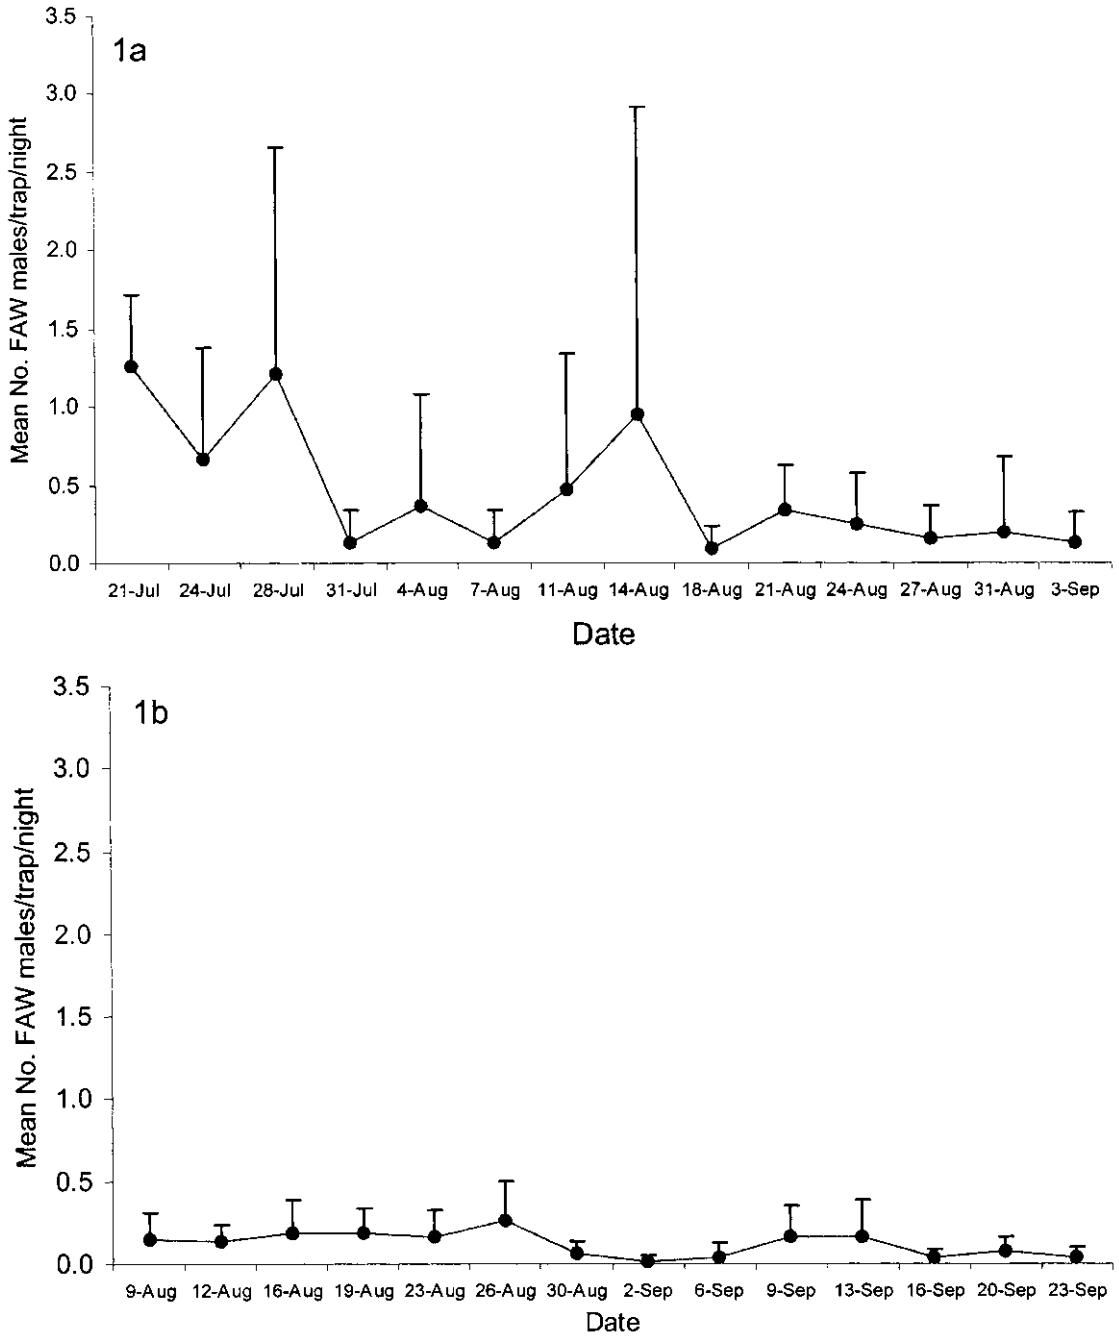 1a
Mean No. FAW males/trap/night
3.5
3.0
2.5
2.0
1.5
1.0
0.5
0.0
21-Jul 24-Jul 28-Jul 31-Jul 4-Aug 7-Aug 11-Aug 14-Aug 18-Aug 21-Aug 24-Aug 27-Aug 31-Aug 3-Sep
Date
1b
Mean No. FAW males/trap/night
3.5
3.0
2.5
2.0
1.5
1.0
0.5
0.0
9-Aug 12-Aug 16-Aug 19-Aug 23-Aug 26-Aug 30-Aug 2-Sep 6-Sep 9-Sep 13-Sep 16-Sep 20-Sep 23-Sep
Date